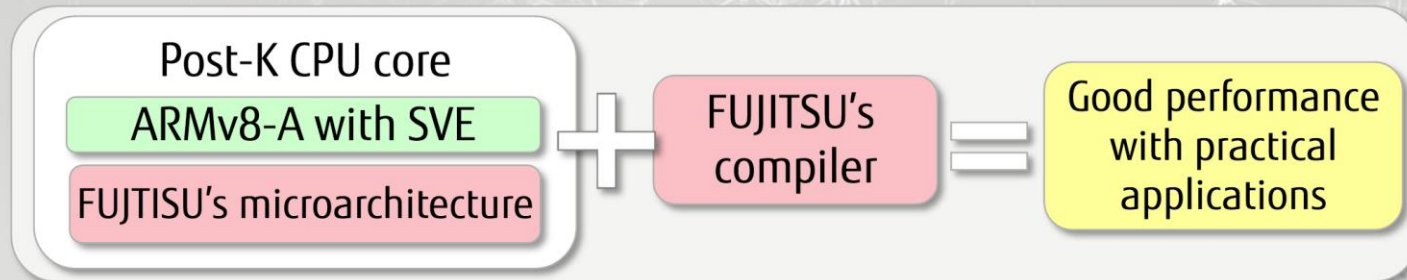 Post-K CPU core
ARMv8-A with SVE
FUJTISU's microarchitecture
FUJITSU's
compiler
Good performance
with practical
applications